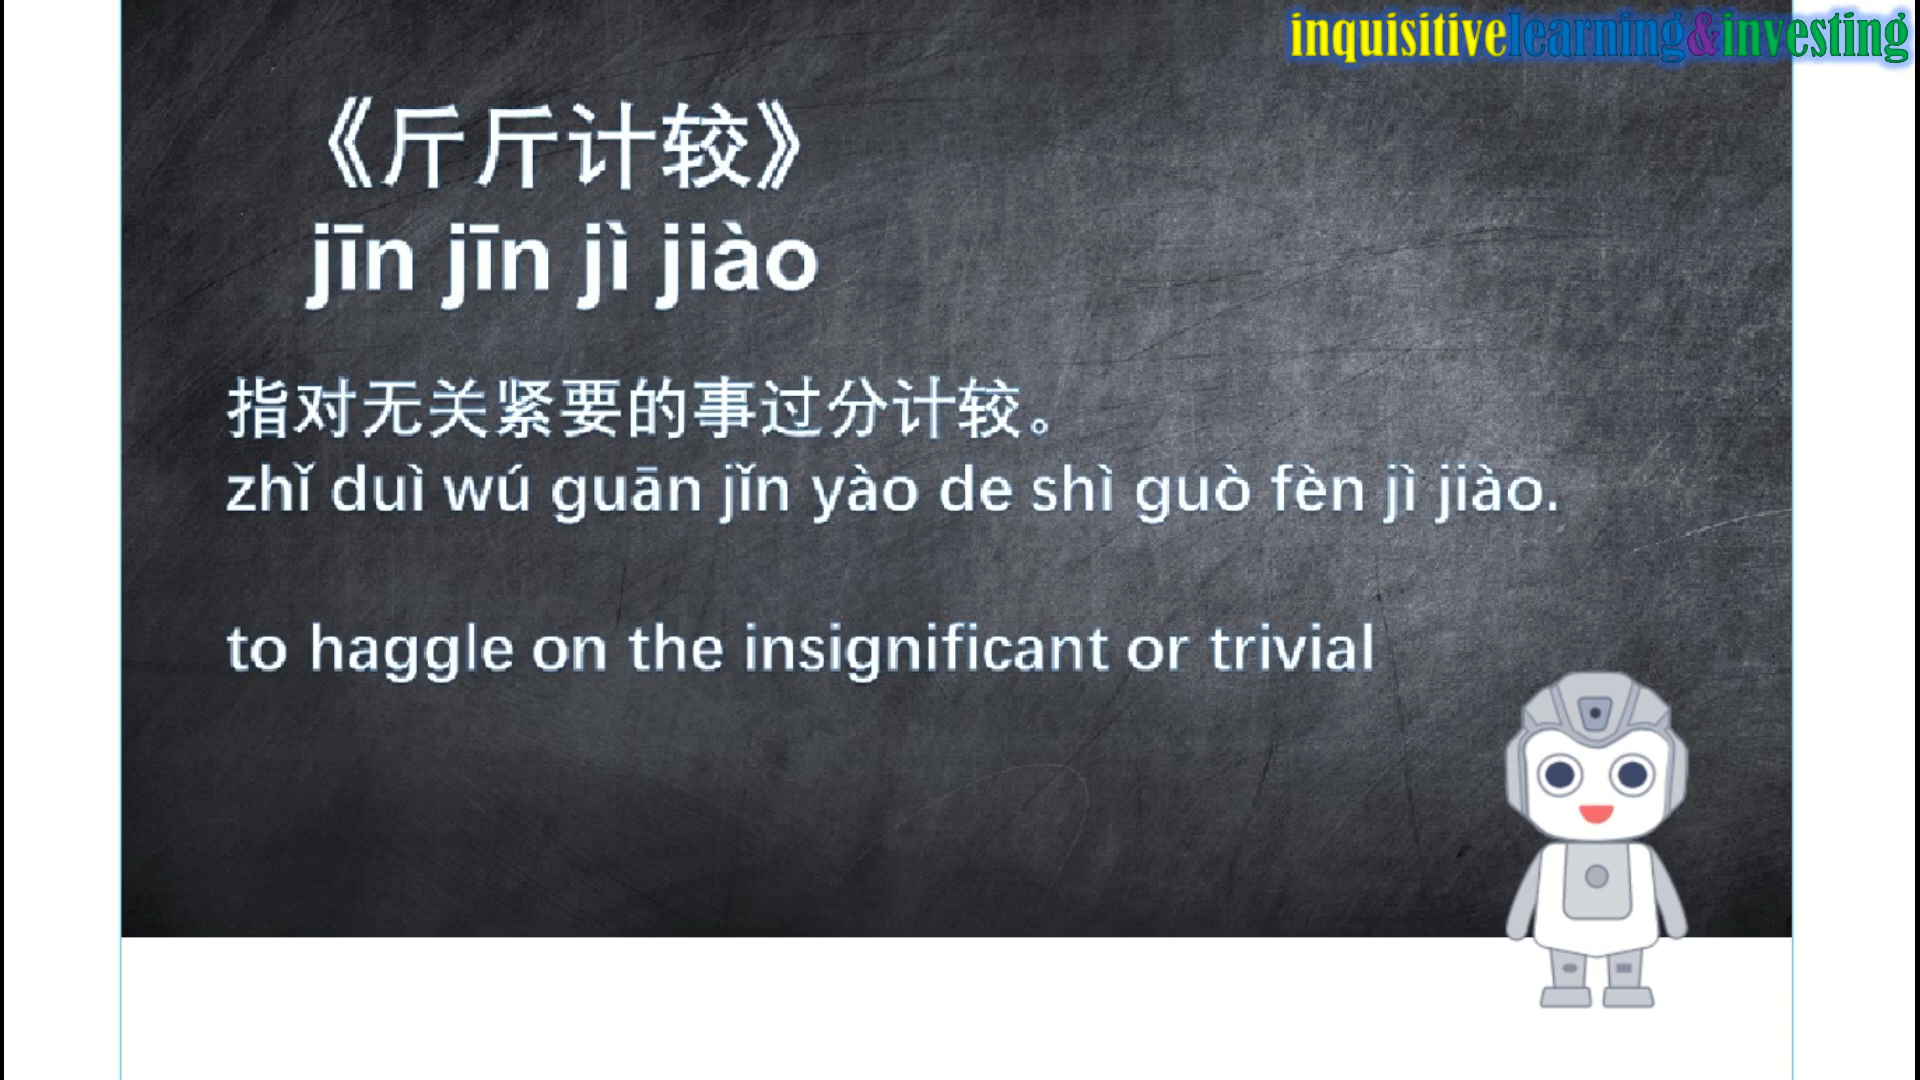 inquisitivelearning&investing
《斤斤计较》
jīn jīn jì jiào
指对无关紧要的事过分计较。
zhǐ duì wú guān jǐn yào de shì guò fèn jì jiào.
to haggle on the insignificant or trivial